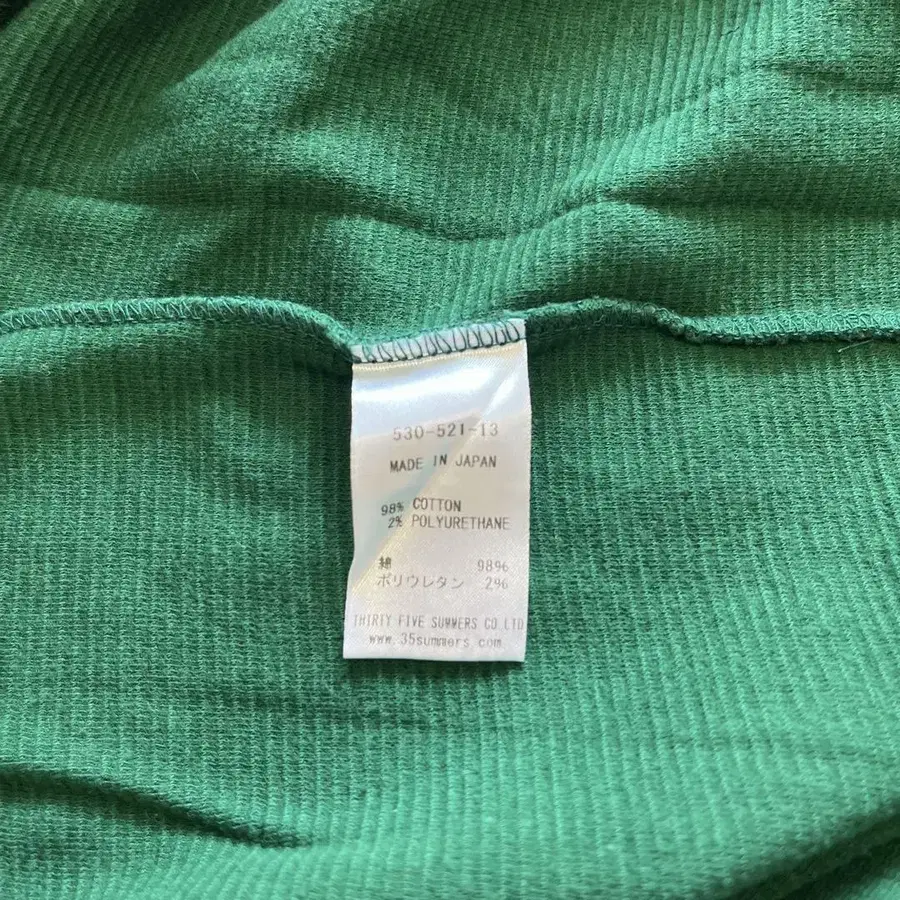 530-521-13
MADE IN JAPAN
98% COTTON
2% POLYURETHANE
綿 98%
ポリウレタン 2%
THIRTY FIVE SUMMERS CO.LTD
www.35summers.com